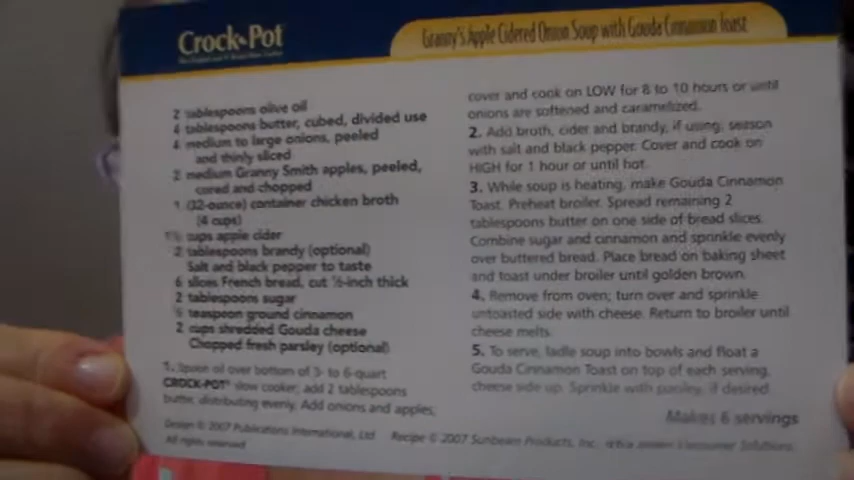 Crock-Pot
Granny's Apple Cidered Onion Soup with Gouda Cinnamon Toast
2 tablespoons olive oil
4 tablespoons butter, cubed, divided use
4 medium to large onions, peeled
and thinly sliced
2 medium Granny Smith apples, peeled,
cored and chopped
1 (32-ounce) container chicken broth
(4 cups)
cups apple cider
2 tablespoons brandy (optional)
Salt and black pepper to taste
6 slices French bread, cut ½-inch thick
2 tablespoons sugar
teaspoon ground cinnamon
2 cups shredded Gouda cheese
Chopped fresh parsley (optional)
1. Spoon oil over bottom of 3- to 6-quart
CROCK-POT® slow cooker; add 2 tablespoons
butter, distributing evenly. Add onions and apples;
cover and cook on LOW for 8 to 10 hours or until
onions are softened and caramelized.
2. Add broth, cider and brandy, if using; season
with salt and black pepper. Cover and cook on
HIGH for 1 hour or until hot.
3. While soup is heating, make Gouda Cinnamon
Toast. Preheat broiler. Spread remaining 2
tablespoons butter on one side of bread slices.
Combine sugar and cinnamon and sprinkle evenly
over buttered bread. Place bread on baking sheet
and toast under broiler until golden brown.
4. Remove from oven; turn over and sprinkle
untoasted side with cheese. Return to broiler until
cheese melts.
5. To serve, ladle soup into bowls and float a
Gouda Cinnamon Toast on top of each serving,
cheese side up. Sprinkle with parsley, if desired.
Makes 6 servings
Design © 2007 Publications International, Ltd. Recipe © 2007 Sunbeam Products, Inc. Consumer Solutions.
All rights reserved.